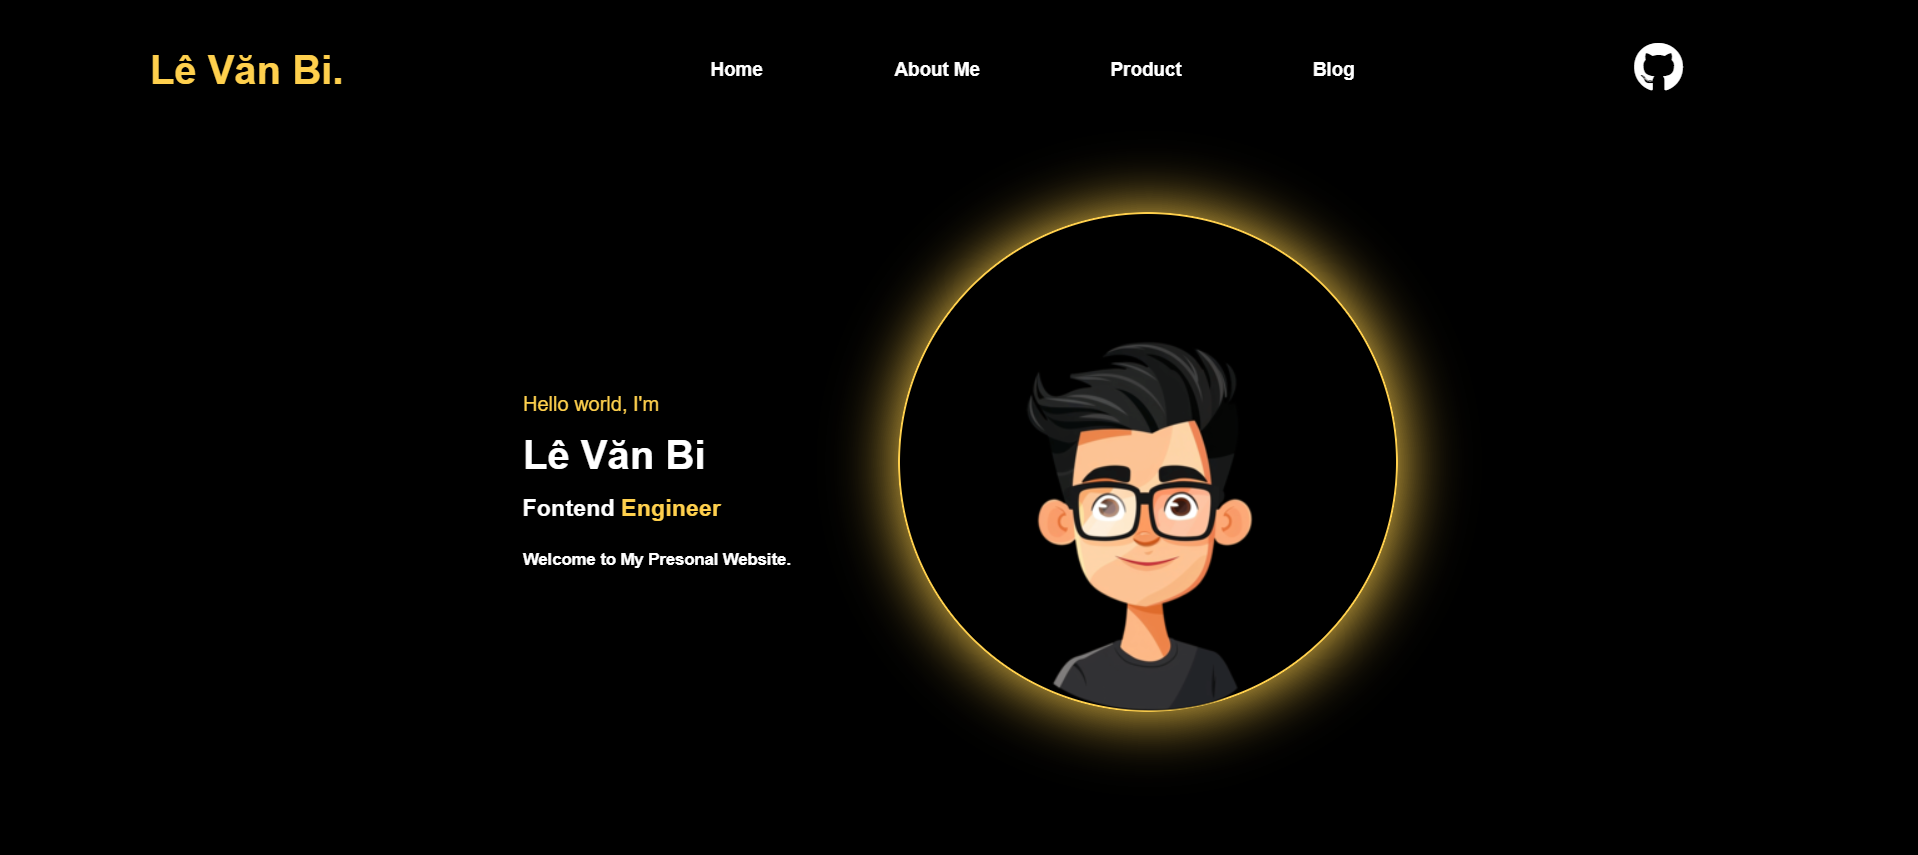 Lê Văn Bi.
Home About Me Product Blog
Hello world, I'm
Lê Văn Bi
Fontend Engineer
Welcome to My Presonal Website.